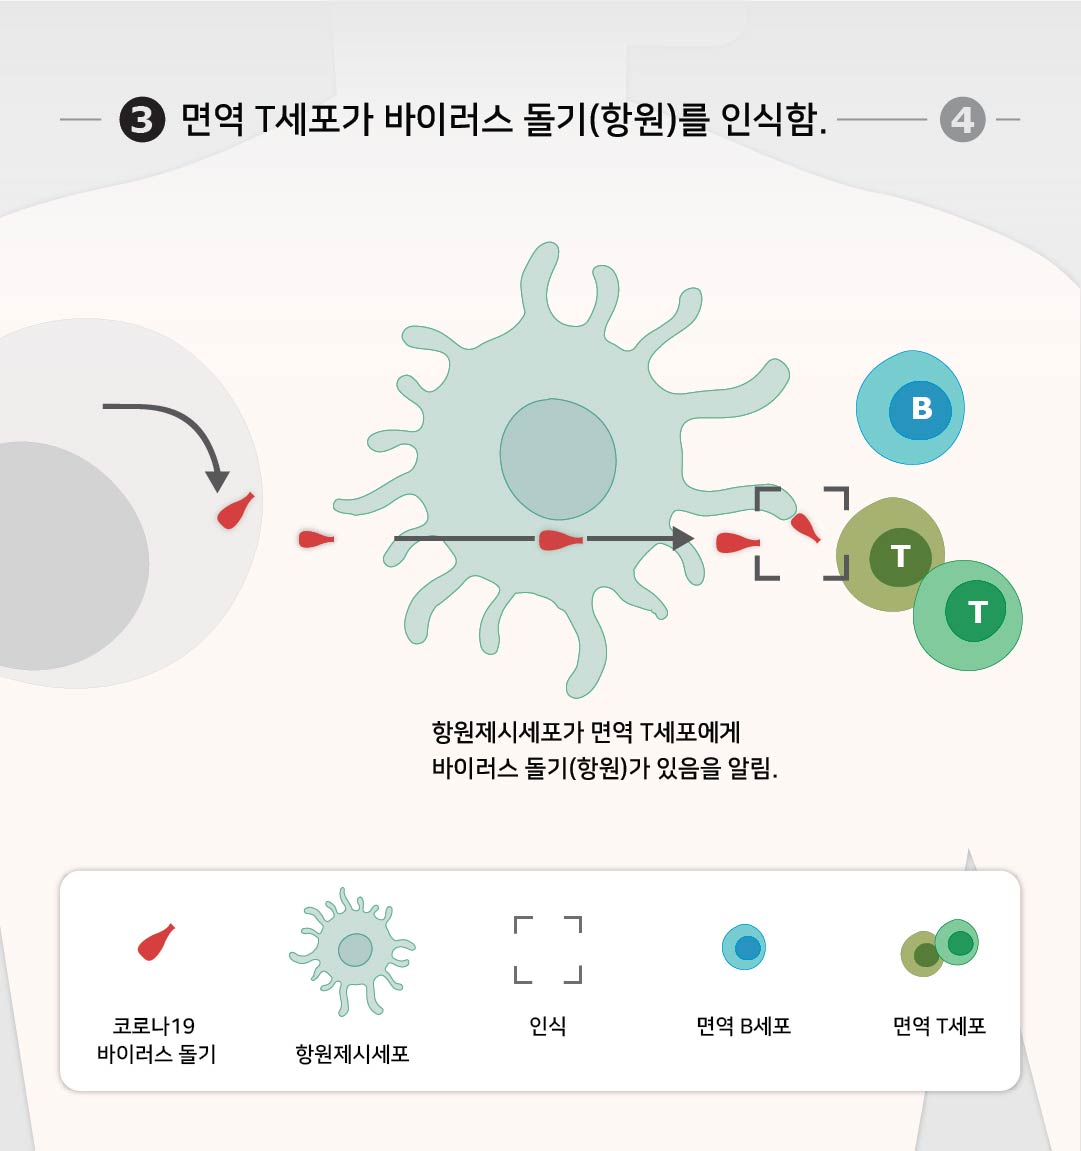 3 면역 T세포가 바이러스 돌기(항원)를 인식함. 4
B
T
T
항원제시세포가 면역 T세포에게
바이러스 돌기(항원)가 있음을 알림.
코로나19
바이러스 돌기
항원제시세포
인식
면역 B세포
면역 T세포